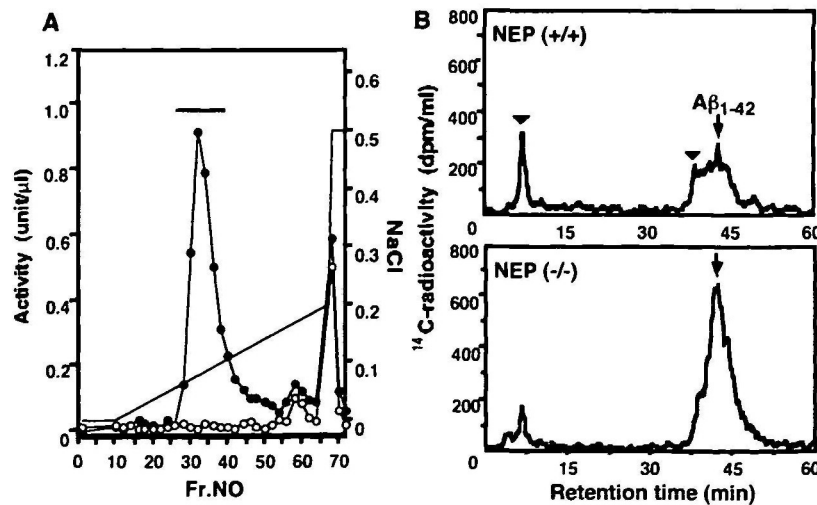 A
1.2
1.0
0.8
0.6
0.4
0.2
0
Activity (unit/µl)
0.6
0.5
0.4
0.3
0.2
0.1
0
NaCl
0 10 20 30 40 50 60 70
Fr.NO
B
NEP (+/+)
Aβ1-42
800
600
400
200
0
0 15 30 45 60
NEP (-/-)
800
600
400
200
0
0 15 30 45 60
14C-radioactivity (dpm/ml)
Retention time (min)